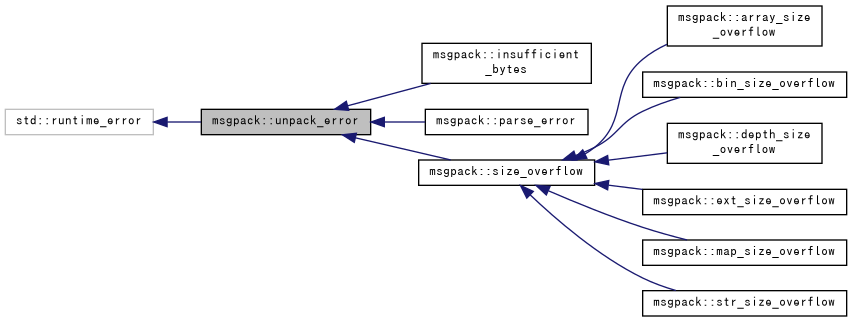 msgpack::array_size
_overflow
msgpack::insufficient
_bytes
msgpack::bin_size_overflow
std::runtime_error
msgpack::unpack_error
msgpack::parse_error
msgpack::depth_size
_overflow
msgpack::size_overflow
msgpack::ext_size_overflow
msgpack::map_size_overflow
msgpack::str_size_overflow